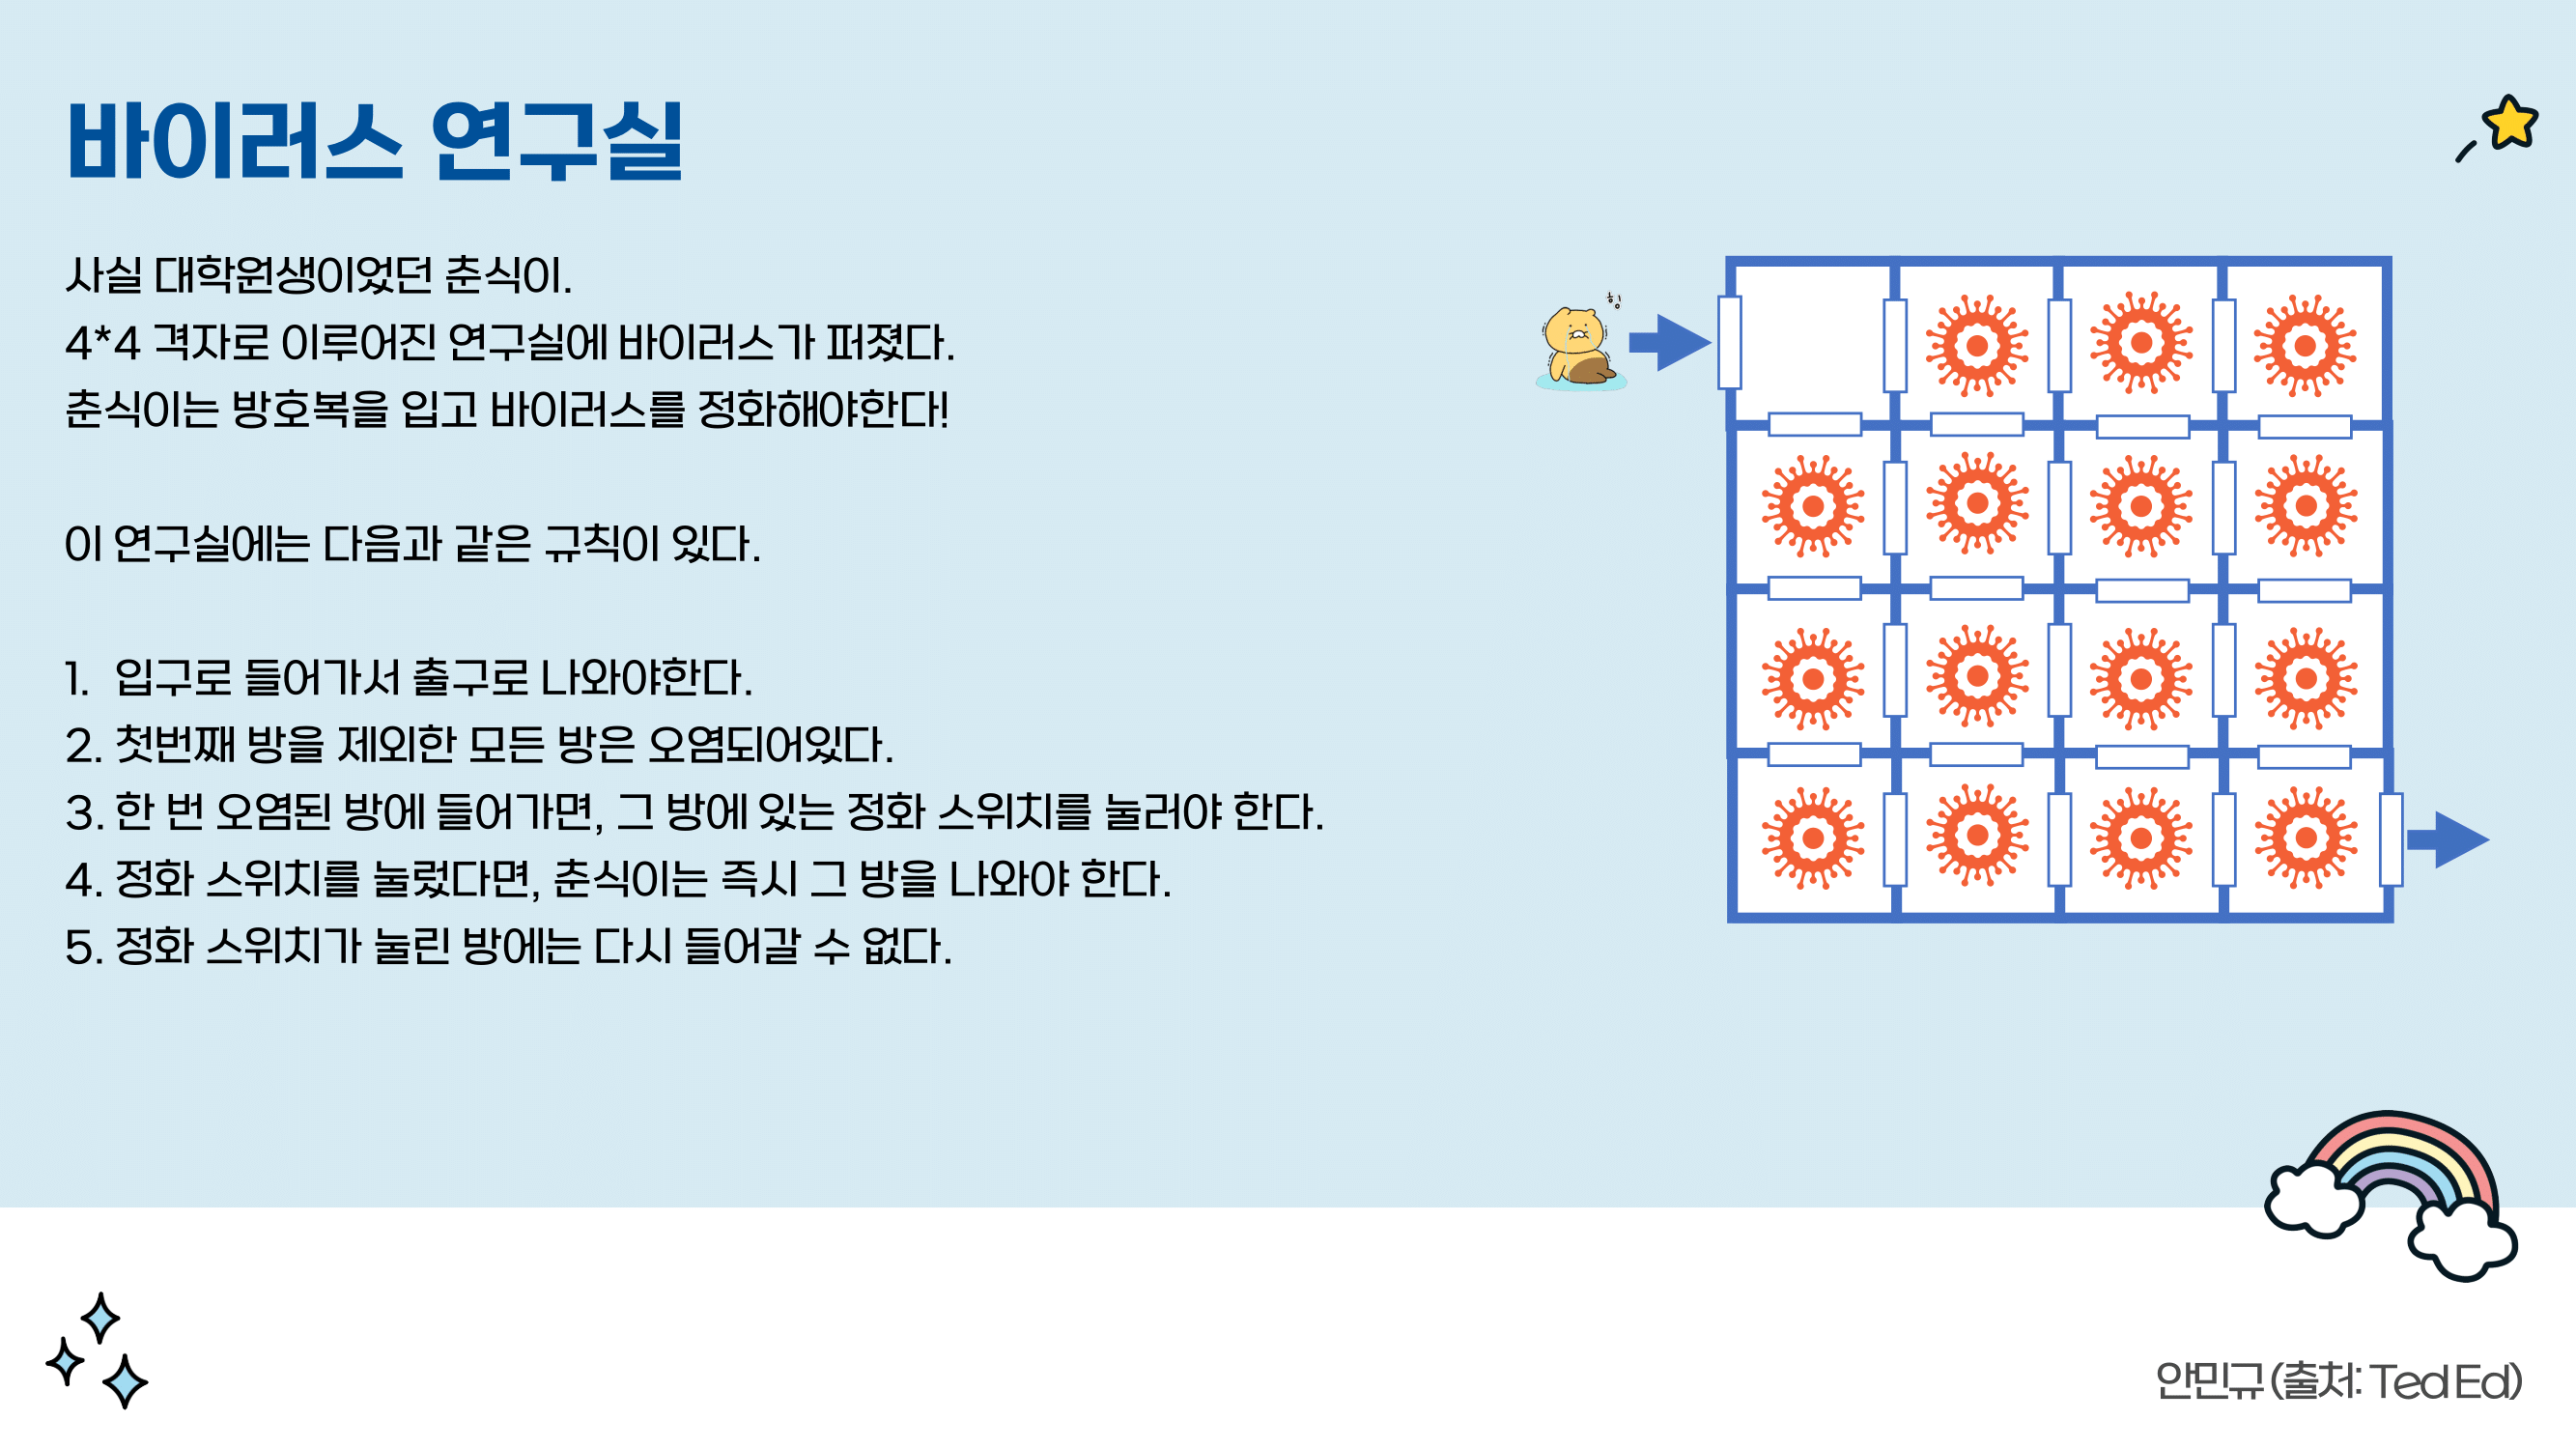 바이러스 연구실
사실 대학원생이었던 춘식이.
4*4 격자로 이루어진 연구실에 바이러스가 퍼졌다.
춘식이는 방호복을 입고 바이러스를 정화해야한다!
이 연구실에는 다음과 같은 규칙이 있다.
1. 입구로 들어가서 출구로 나와야한다.
2. 첫번째 방을 제외한 모든 방은 오염되어있다.
3. 한 번 오염된 방에 들어가면, 그 방에 있는 정화 스위치를 눌러야 한다.
4. 정화 스위치를 눌렀다면, 춘식이는 즉시 그 방을 나와야 한다.
5. 정화 스위치가 눌린 방에는 다시 들어갈 수 없다.
안민규 (출처: Ted Ed)